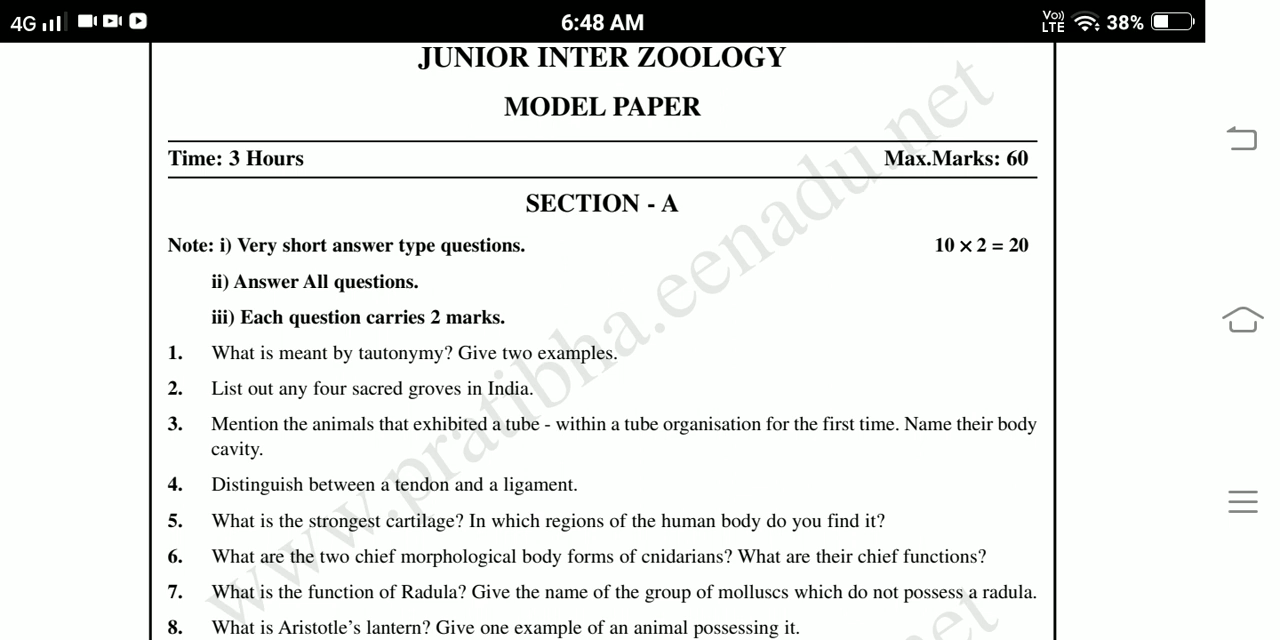 4G 6:48 AM Vo)) LTE 38%
JUNIOR INTER ZOOLOGY
MODEL PAPER
Time: 3 Hours Max.Marks: 60
SECTION - A
Note: i) Very short answer type questions. 10 × 2 = 20
ii) Answer All questions.
iii) Each question carries 2 marks.
1. What is meant by tautonymy? Give two examples.
2. List out any four sacred groves in India.
3. Mention the animals that exhibited a tube - within a tube organisation for the first time. Name their body
cavity.
4. Distinguish between a tendon and a ligament.
5. What is the strongest cartilage? In which regions of the human body do you find it?
6. What are the two chief morphological body forms of cnidarians? What are their chief functions?
7. What is the function of Radula? Give the name of the group of molluscs which do not possess a radula.
8. What is Aristotle's lantern? Give one example of an animal possessing it.
www.pratibha.eenadu.net
et